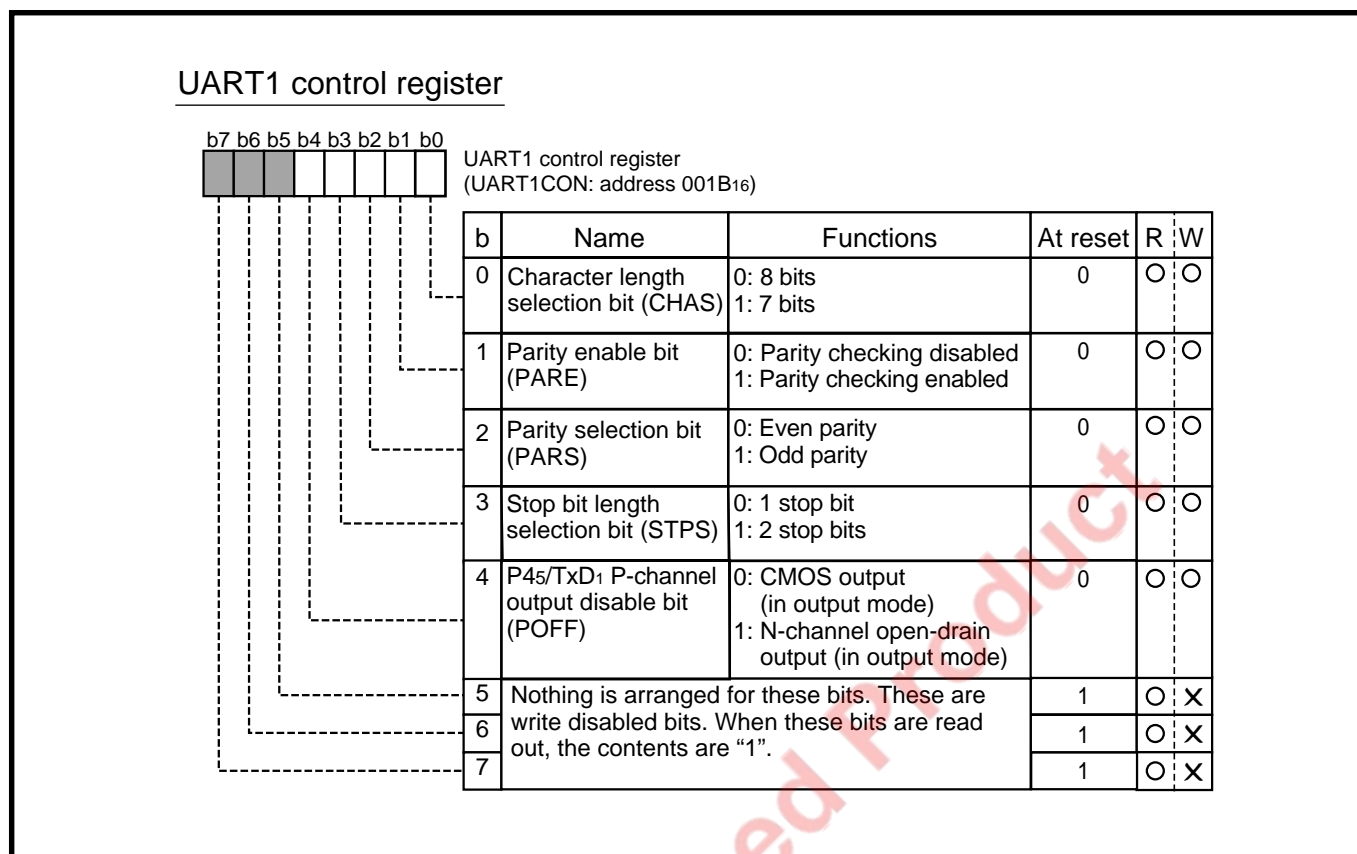 UART1 control register
b7 b6 b5 b4 b3 b2 b1 b0
UART1 control register
(UART1CON: address 001B16)
b Name Functions At reset R W
0 Character length 0: 8 bits 0 O O
selection bit (CHAS) 1: 7 bits
1 Parity enable bit 0: Parity checking disabled 0 O O
(PARE) 1: Parity checking enabled
2 Parity selection bit 0: Even parity 0 O O
(PARS) 1: Odd parity
3 Stop bit length 0: 1 stop bit 0 O O
selection bit (STPS) 1: 2 stop bits
4 P45/TxD1 P-channel 0: CMOS output 0 O O
output disable bit (in output mode)
(POFF) 1: N-channel open-drain
output (in output mode)
5 Nothing is arranged for these bits. These are 1 O X
6 write disabled bits. When these bits are read 1 O X
out, the contents are “1”.
7 1 O X
ed Product